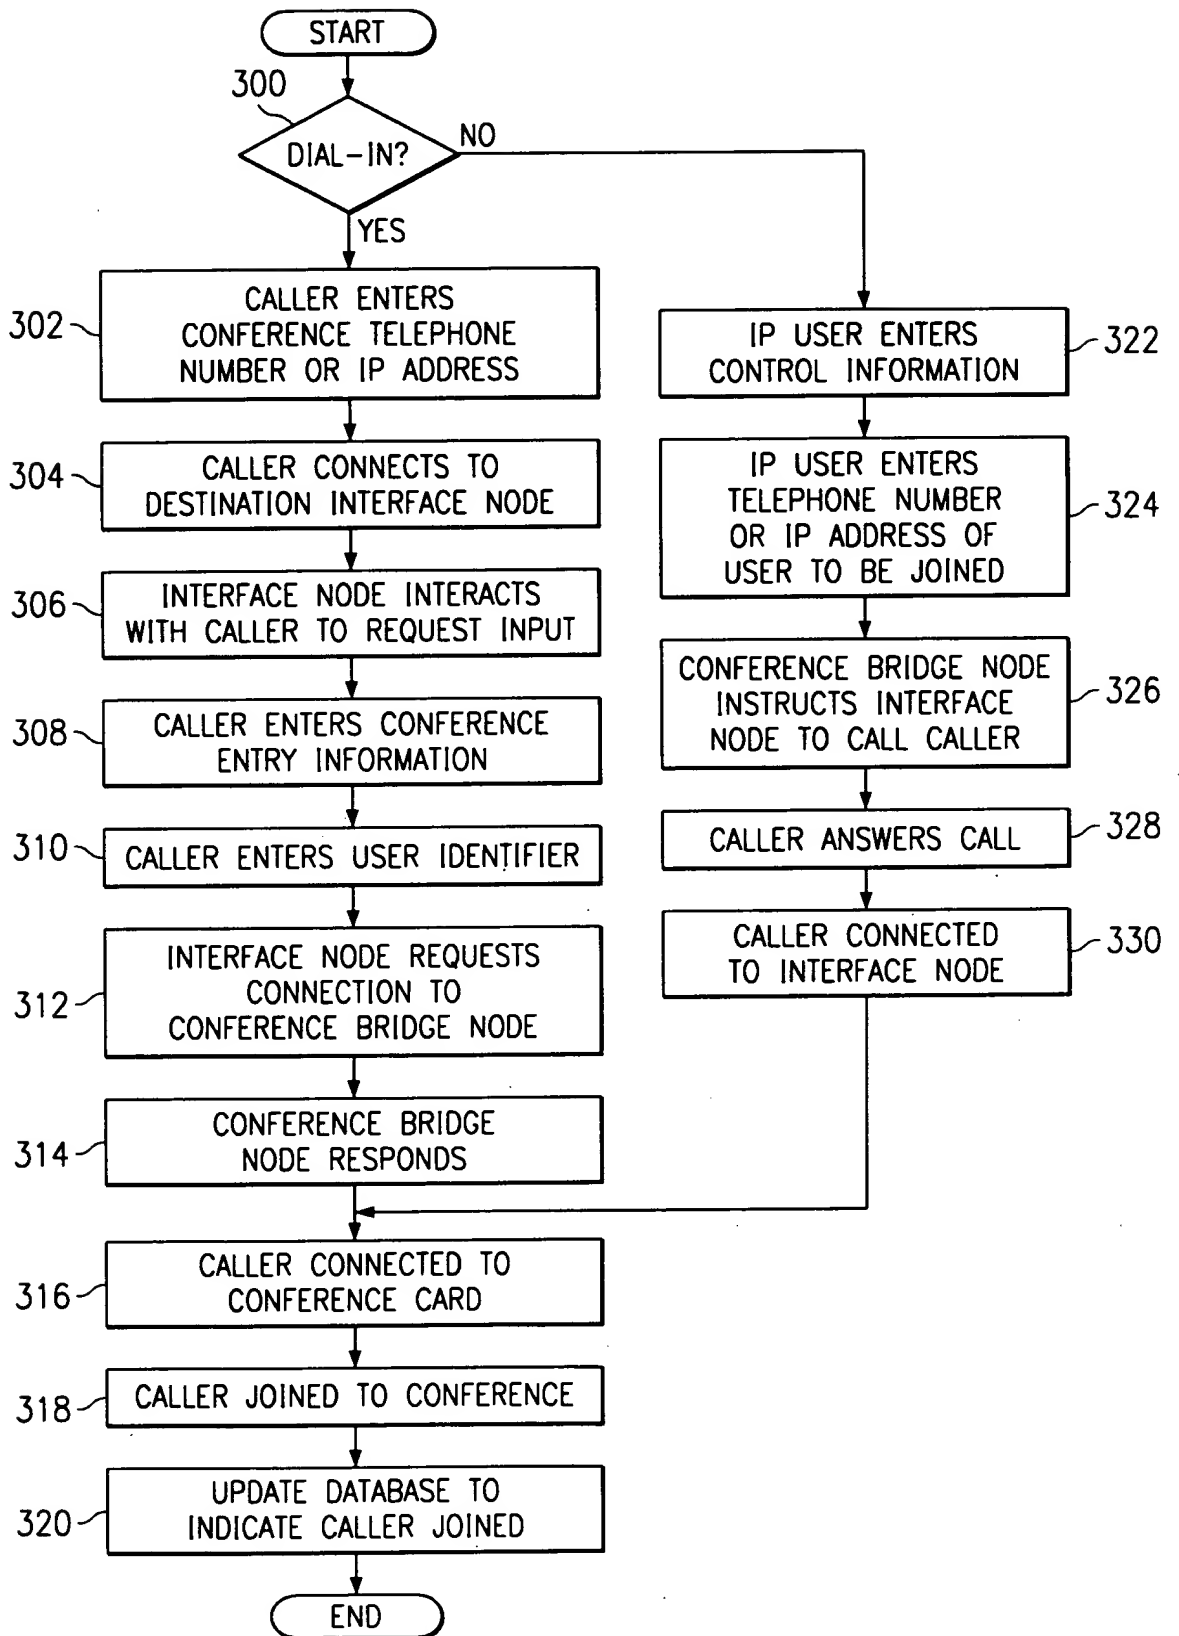 START
300
DIAL-IN?
NO
YES
302
CALLER ENTERS
CONFERENCE TELEPHONE
NUMBER OR IP ADDRESS
304
CALLER CONNECTS TO
DESTINATION INTERFACE NODE
306
INTERFACE NODE INTERACTS
WITH CALLER TO REQUEST INPUT
308
CALLER ENTERS CONFERENCE
ENTRY INFORMATION
310
CALLER ENTERS USER IDENTIFIER
312
INTERFACE NODE REQUESTS
CONNECTION TO
CONFERENCE BRIDGE NODE
314
CONFERENCE BRIDGE
NODE RESPONDS
322
IP USER ENTERS
CONTROL INFORMATION
324
IP USER ENTERS
TELEPHONE NUMBER
OR IP ADDRESS OF
USER TO BE JOINED
326
CONFERENCE BRIDGE NODE
INSTRUCTS INTERFACE
NODE TO CALL CALLER
328
CALLER ANSWERS CALL
330
CALLER CONNECTED
TO INTERFACE NODE
316
CALLER CONNECTED TO
CONFERENCE CARD
318
CALLER JOINED TO CONFERENCE
320
UPDATE DATABASE TO
INDICATE CALLER JOINED
END